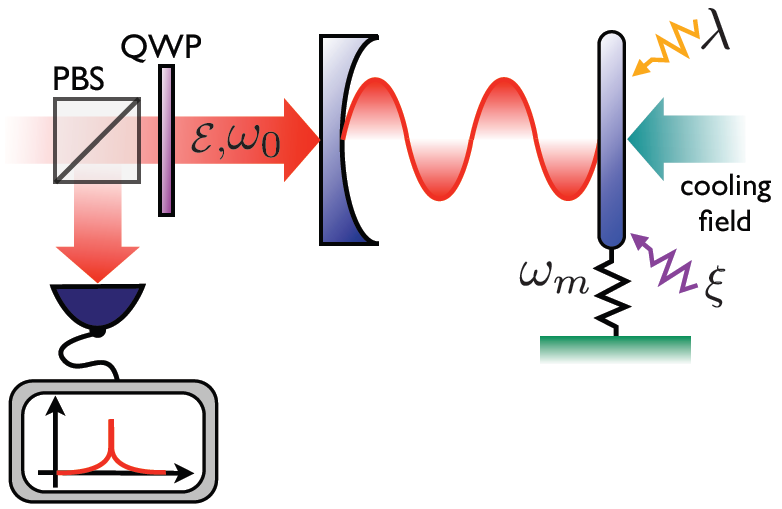 QWP
PBS
ℰ,ω₀
λ
cooling
field
ωₘ
ξ